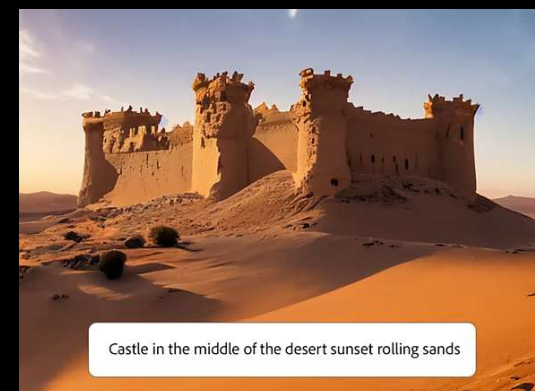 Castle in the middle of the desert sunset rolling sands